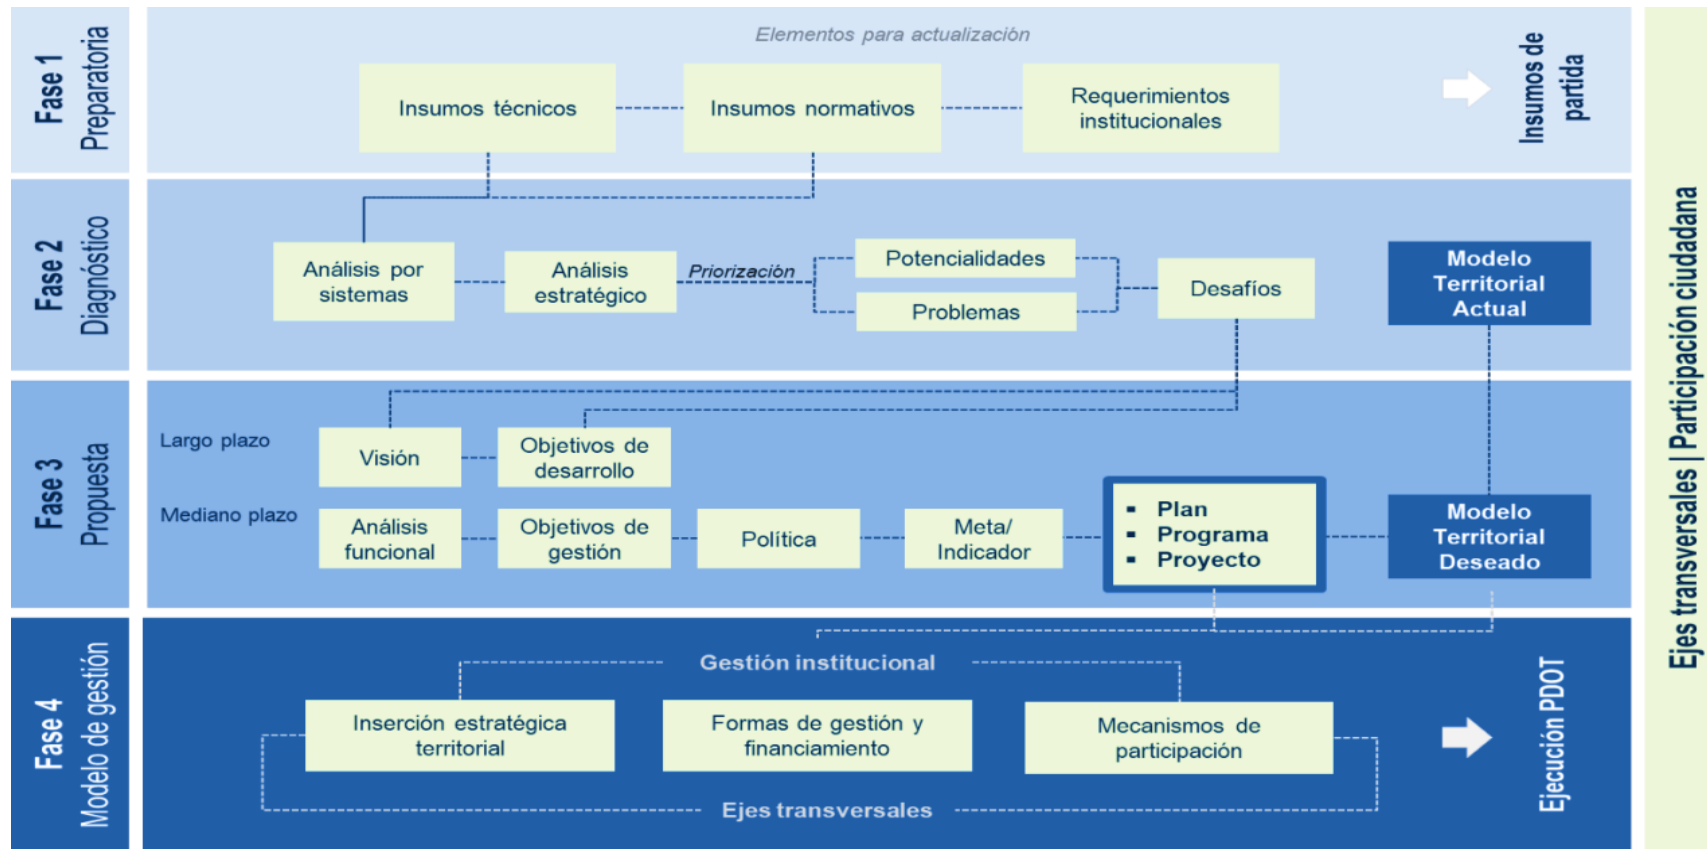 Fase 1
Preparatoria
Elementos para actualización
Insumos técnicos
Insumos normativos
Requerimientos
institucionales
Insumos de
partida
Fase 2
Diagnóstico
Análisis por
sistemas
Análisis
estratégico
Priorización
Potencialidades
Problemas
Desafíos
Modelo
Territorial
Actual
Fase 3
Propuesta
Largo plazo
Visión
Objetivos de
desarrollo
Mediano plazo
Análisis
funcional
Objetivos de
gestión
Política
Meta/
Indicador
▪ Plan
▪ Programa
▪ Proyecto
Modelo
Territorial
Deseado
Fase 4
Modelo de gestión
Gestión institucional
Inserción estratégica
territorial
Formas de gestión y
financiamiento
Mecanismos de
participación
Ejes transversales
Ejecución PDOT
Ejes transversales | Participación ciudadana